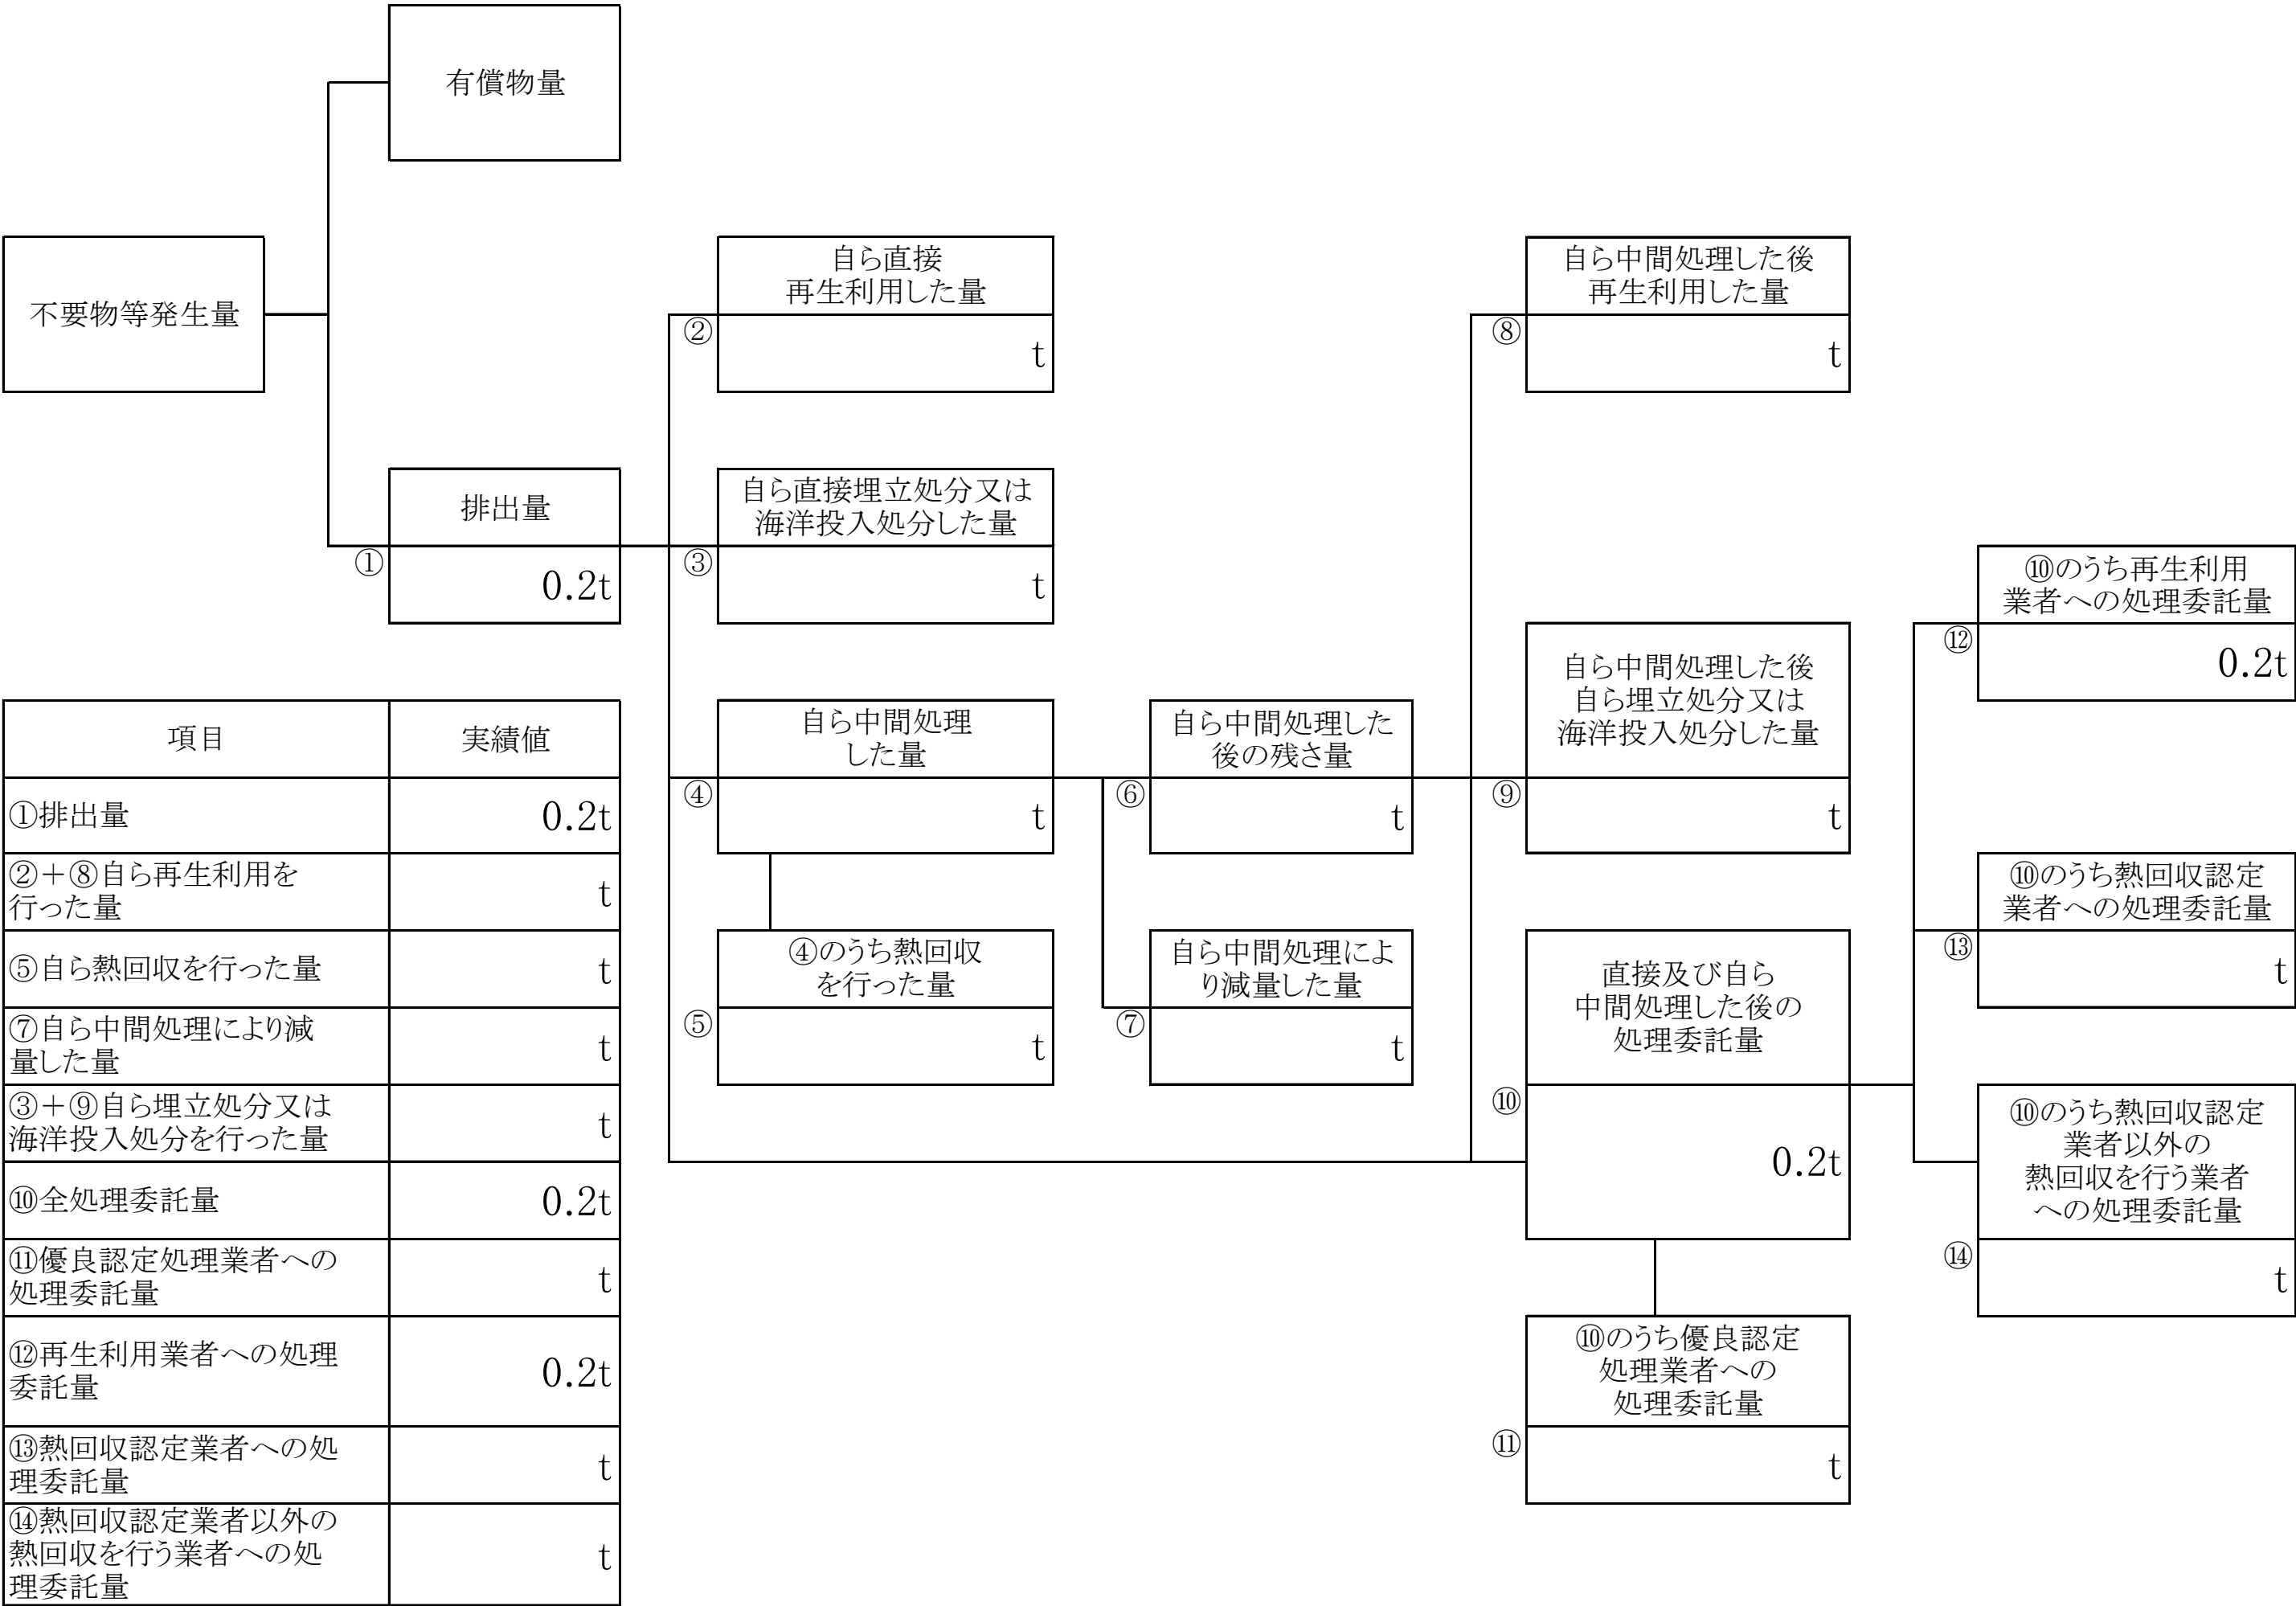 有償物量
不要物等発生量
自ら直接
再生利用した量
②
t
自ら中間処理した後
再生利用した量
⑧
t
排出量
①
0.2t
自ら直接埋立処分又は
海洋投入処分した量
③
t
⑩のうち再生利用
業者への処理委託量
⑫
0.2t
自ら中間処理
した量
④
t
自ら中間処理した
後の残さ量
⑥
t
自ら中間処理した後
自ら埋立処分又は
海洋投入処分した量
⑨
t
⑩のうち熱回収認定
業者への処理委託量
⑬
t
④のうち熱回収
を行った量
⑤
t
自ら中間処理によ
り減量した量
⑦
t
直接及び自ら
中間処理した後の
処理委託量
⑩
0.2t
⑩のうち熱回収認定
業者以外の
熱回収を行う業者
への処理委託量
⑭
t
⑩のうち優良認定
処理業者への
処理委託量
⑪
t
項目 実績値
①排出量 0.2t
②＋⑧自ら再生利用を
行った量 t
⑤自ら熱回収を行った量 t
⑦自ら中間処理により減
量した量 t
③＋⑨自ら埋立処分又は
海洋投入処分を行った量 t
⑩全処理委託量 0.2t
⑪優良認定処理業者への
処理委託量 t
⑫再生利用業者への処理
委託量 0.2t
⑬熱回収認定業者への処
理委託量 t
⑭熱回収認定業者以外の
熱回収を行う業者への処
理委託量 t